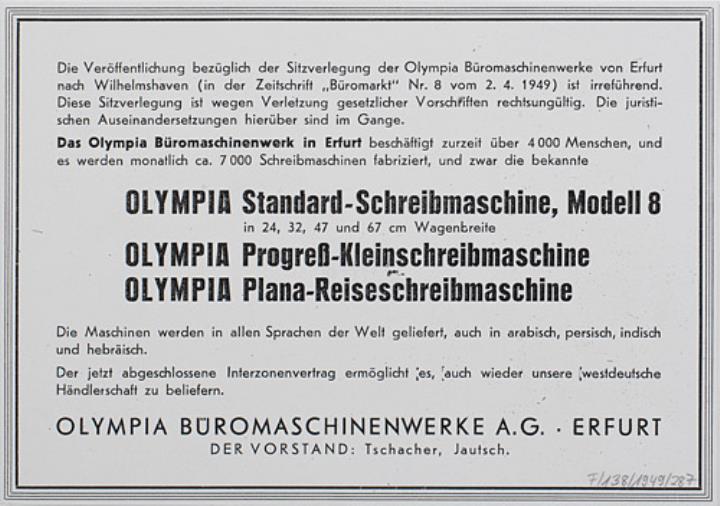 Die Veröffentlichung bezüglich der Sitzverlegung der Olympia Büromaschinenwerke von Erfurt
nach Wilhelmshaven (in der Zeitschrift „Büromarkt" Nr. 8 vom 2. 4. 1949) ist irreführend.
Diese Sitzverlegung ist wegen Verletzung gesetzlicher Vorschriften rechtsungültig. Die juristi-
schen Auseinandersetzungen hierüber sind im Gange.
Das Olympia Büromaschinenwerk in Erfurt beschäftigt zurzeit über 4000 Menschen, und
es werden monatlich ca. 7000 Schreibmaschinen fabriziert, und zwar die bekannte
OLYMPIA Standard-Schreibmaschine, Modell 8
in 24, 32, 47 und 67 cm Wagenbreite
OLYMPIA Progreß-Kleinschreibmaschine
OLYMPIA Plana-Reiseschreibmaschine
Die Maschinen werden in allen Sprachen der Welt geliefert, auch in arabisch, persisch, indisch
und hebräisch.
Der jetzt abgeschlossene Interzonenvertrag ermöglicht es, auch wieder unsere westdeutsche
Händlerschaft zu beliefern.
OLYMPIA BÜROMASCHINENWERKE A.G. · ERFURT
DER VORSTAND: Tschacher, Jautsch.
F/138/1949/287